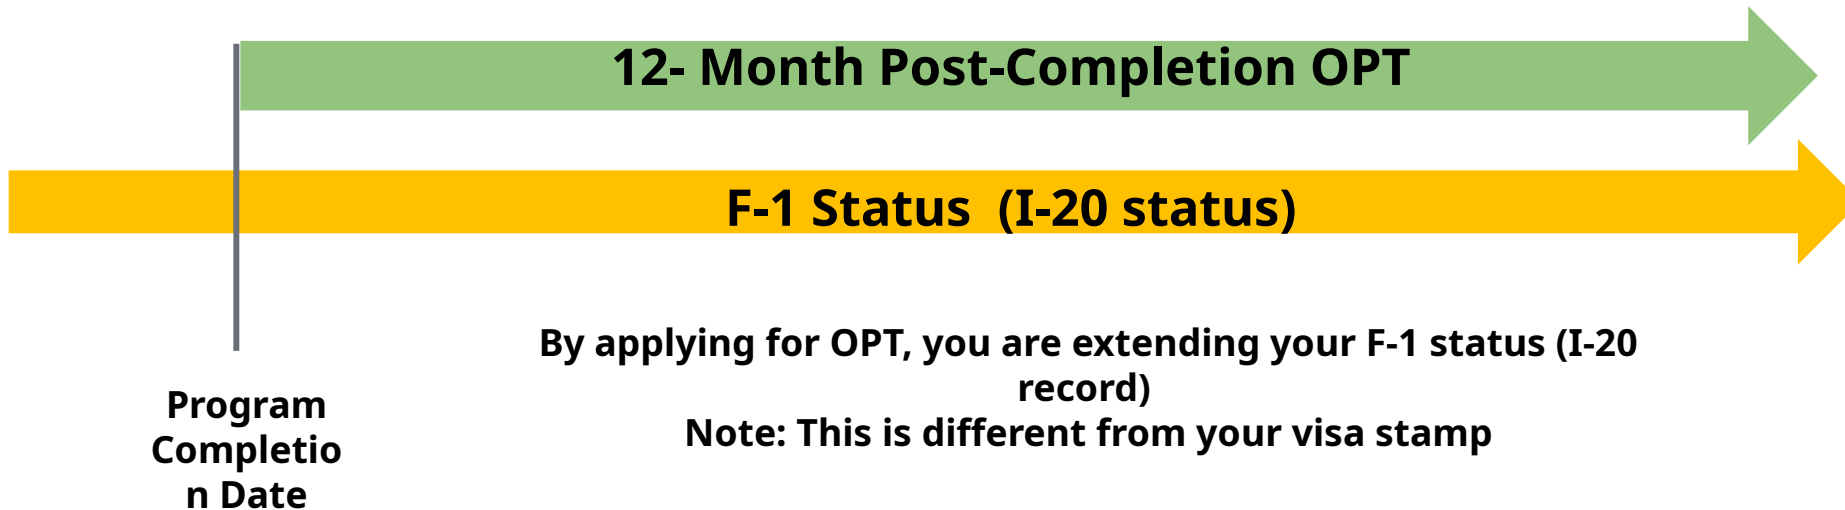 12- Month Post-Completion OPT
F-1 Status  (I-20 status)
By applying for OPT, you are extending your F-1 status (I-20
record)
Note: This is different from your visa stamp
Program
Completio
n Date